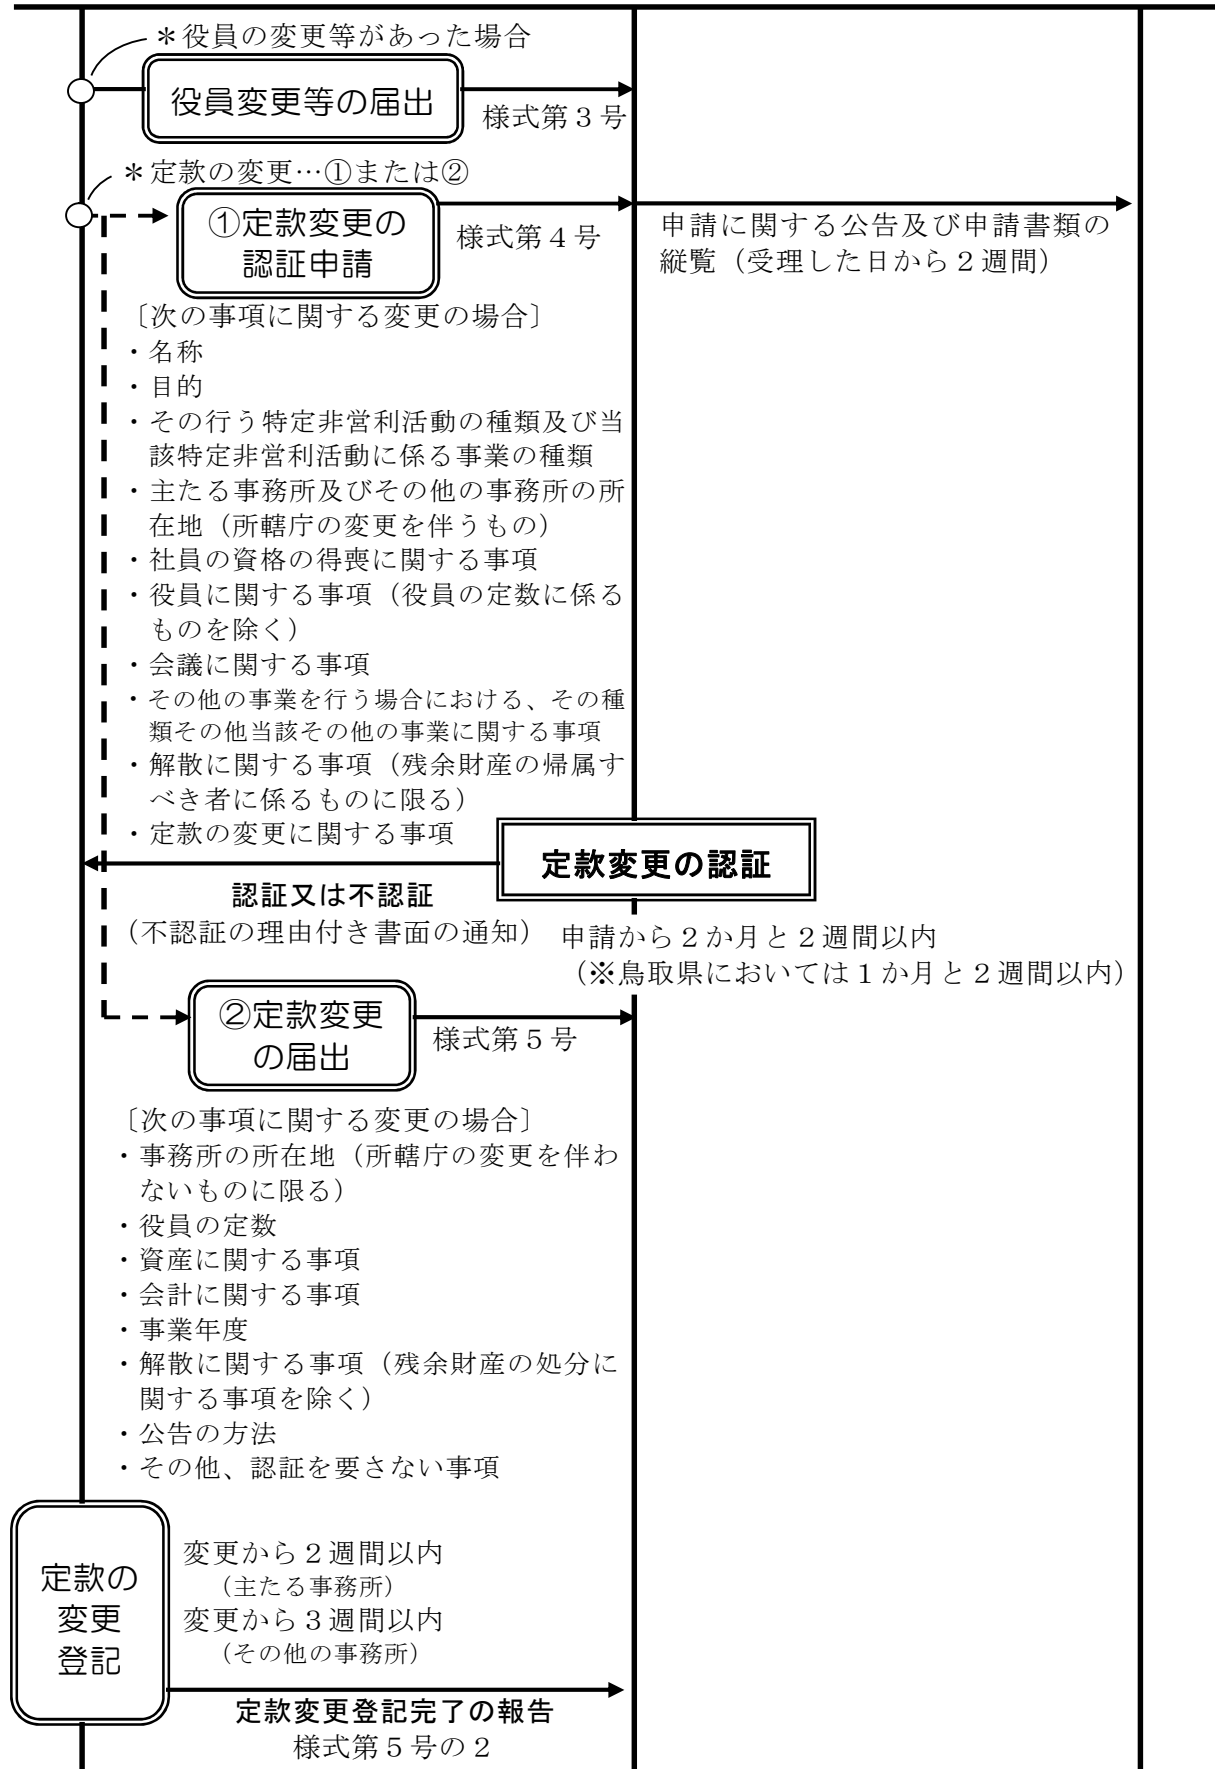 ＊役員の変更等があった場合
役員変更等の届出
様式第３号
＊定款の変更…①または②
①定款変更の
認証申請
様式第４号
申請に関する公告及び申請書類の
縦覧（受理した日から２週間）
〔次の事項に関する変更の場合〕
・名称
・目的
・その行う特定非営利活動の種類及び当
該特定非営利活動に係る事業の種類
・主たる事務所及びその他の事務所の所
在地（所轄庁の変更を伴うもの）
・社員の資格の得喪に関する事項
・役員に関する事項（役員の定数に係る
ものを除く）
・会議に関する事項
・その他の事業を行う場合における、その種
類その他当該その他の事業に関する事項
・解散に関する事項（残余財産の帰属す
べき者に係るものに限る）
・定款の変更に関する事項
定款変更の認証
認証又は不認証
（不認証の理由付き書面の通知）
申請から２か月と２週間以内
（※鳥取県においては１か月と２週間以内）
②定款変更
の届出
様式第５号
〔次の事項に関する変更の場合〕
・事務所の所在地（所轄庁の変更を伴わ
ないものに限る）
・役員の定数
・資産に関する事項
・会計に関する事項
・事業年度
・解散に関する事項（残余財産の処分に
関する事項を除く）
・公告の方法
・その他、認証を要さない事項
定款の
変更
登記
変更から２週間以内
（主たる事務所）
変更から３週間以内
（その他の事務所）
定款変更登記完了の報告
様式第５号の２